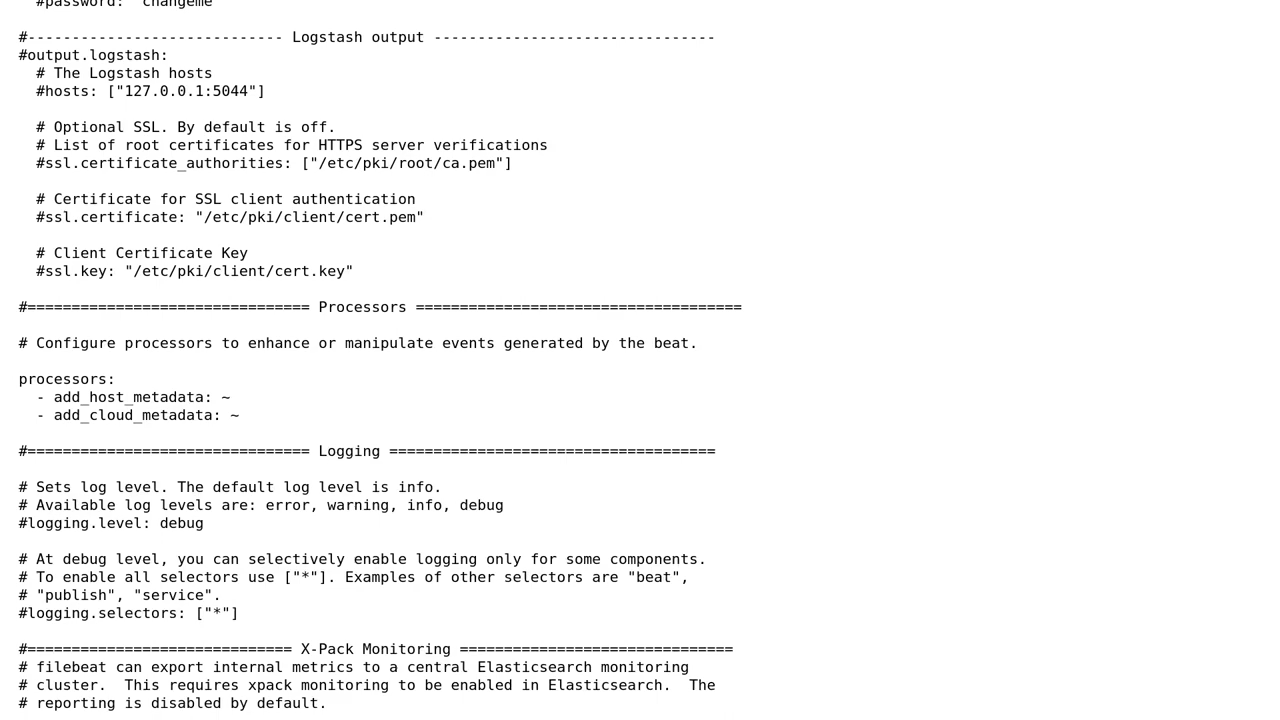 #password: "changeme"
#----------------------------- Logstash output --------------------------------
#output.logstash:
# The Logstash hosts
#hosts: ["127.0.0.1:5044"]
# Optional SSL. By default is off.
# List of root certificates for HTTPS server verifications
#ssl.certificate_authorities: ["/etc/pki/root/ca.pem"]
# Certificate for SSL client authentication
#ssl.certificate: "/etc/pki/client/cert.pem"
# Client Certificate Key
#ssl.key: "/etc/pki/client/cert.key"
#================================ Processors =====================================
# Configure processors to enhance or manipulate events generated by the beat.
processors:
- add_host_metadata: ~
- add_cloud_metadata: ~
#================================ Logging =====================================
# Sets log level. The default log level is info.
# Available log levels are: error, warning, info, debug
#logging.level: debug
# At debug level, you can selectively enable logging only for some components.
# To enable all selectors use ["*"]. Examples of other selectors are "beat",
# "publish", "service".
#logging.selectors: ["*"]
#============================== X-Pack Monitoring ===============================
# filebeat can export internal metrics to a central Elasticsearch monitoring
# cluster.  This requires xpack monitoring to be enabled in Elasticsearch.  The
# reporting is disabled by default.